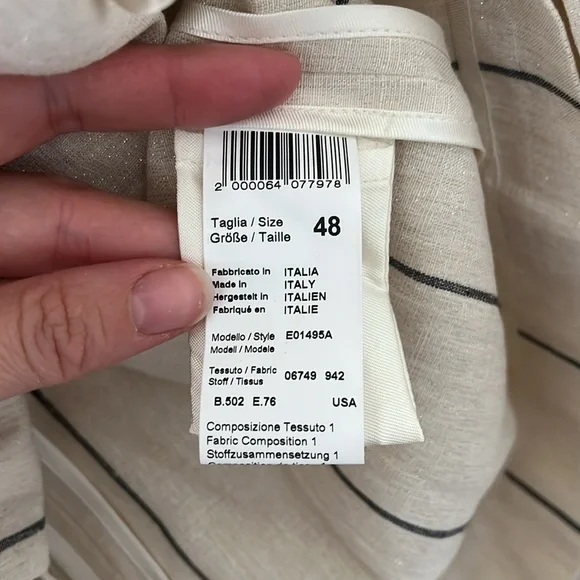 2 000064 077978
Taglia / Size
Größe / Taille 48
Fabbricato in ITALIA
Made in ITALY
Hergestelt in ITALIEN
Fabriqué en ITALIE
Modello / Style E01495A
Modell / Modele
Tessuto / Fabric 06749 942
Stoff / Tissus
B.502 E.76 USA
Composizione Tessuto 1
Fabric Composition 1
Stoffzusammensetzung 1